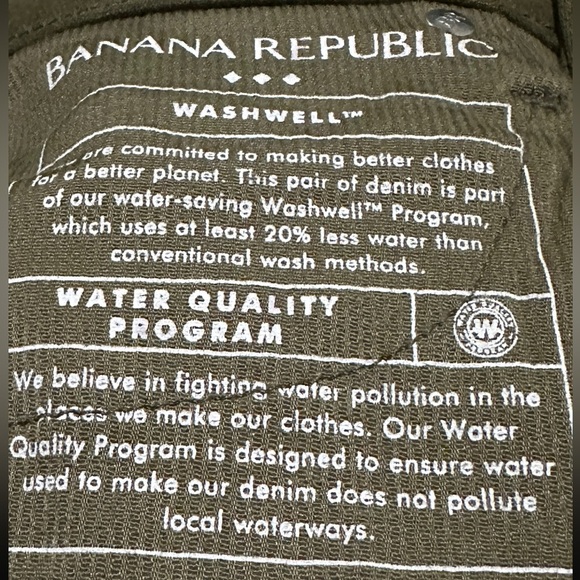 BANANA REPUBLIC
WASHWELL™
are committed to making better clothes
for a better planet. This pair of denim is part
of our water-saving Washwell™ Program,
which uses at least 20% less water than
conventional wash methods.
WATER QUALITY
PROGRAM
W
We believe in fighting water pollution in the
places we make our clothes. Our Water
Quality Program is designed to ensure water
used to make our denim does not pollute
local waterways.